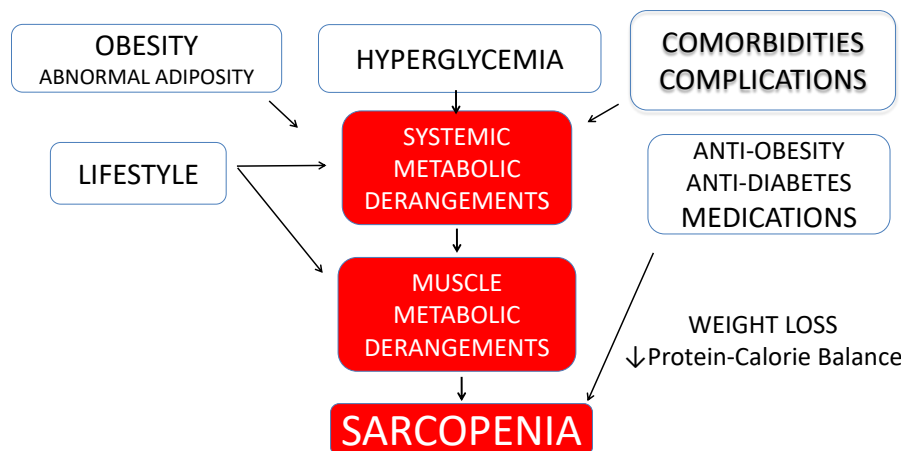 OBESITY
ABNORMAL ADIPOSITY
HYPERGLYCEMIA
COMORBIDITIES
COMPLICATIONS
LIFESTYLE
SYSTEMIC
METABOLIC
DERANGEMENTS
ANTI-OBESITY
ANTI-DIABETES
MEDICATIONS
MUSCLE
METABOLIC
DERANGEMENTS
WEIGHT LOSS
↓Protein-Calorie Balance
SARCOPENIA